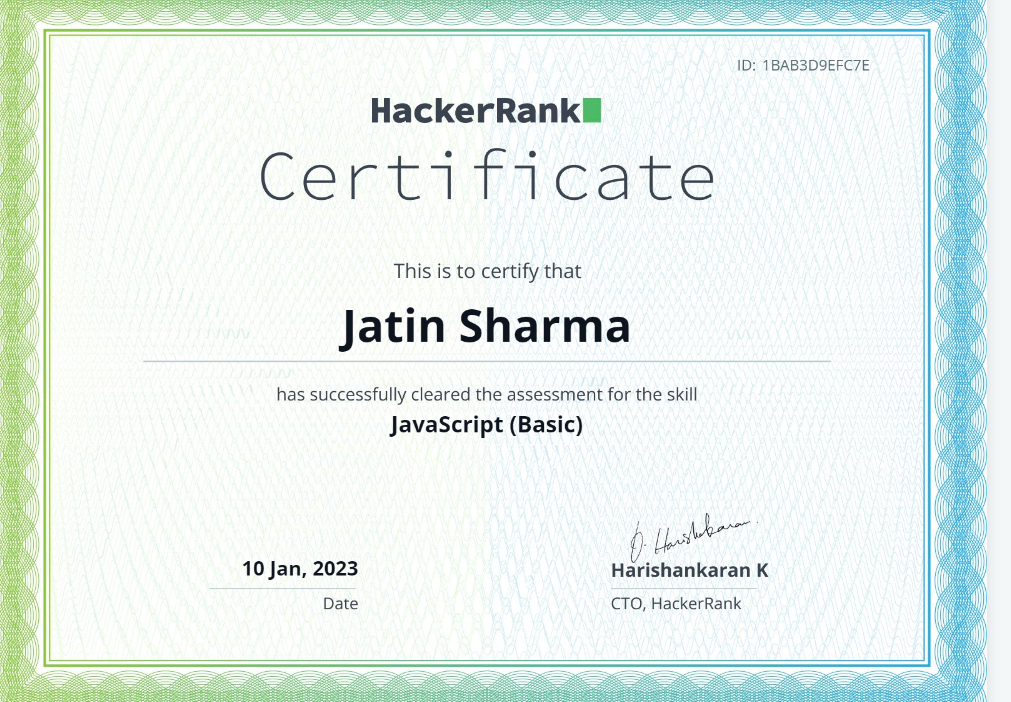 ID: 1BAB3D9EFC7E
HackerRank
Certificate
This is to certify that
Jatin Sharma
has successfully cleared the assessment for the skill
JavaScript (Basic)
10 Jan, 2023
Date
Harishankaran K
CTO, HackerRank